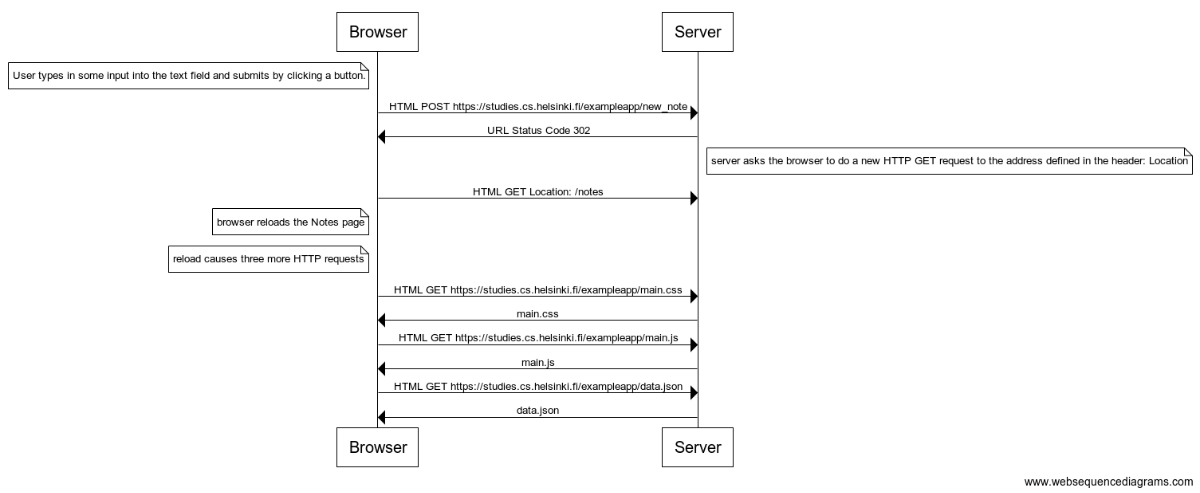 Browser
Server
User types in some input into the text field and submits by clicking a button.
HTML POST https://studies.cs.helsinki.fi/exampleapp/new_note
URL Status Code 302
server asks the browser to do a new HTTP GET request to the address defined in the header: Location
HTML GET Location: /notes
browser reloads the Notes page
reload causes three more HTTP requests
HTML GET https://studies.cs.helsinki.fi/exampleapp/main.css
main.css
HTML GET https://studies.cs.helsinki.fi/exampleapp/main.js
main.js
HTML GET https://studies.cs.helsinki.fi/exampleapp/data.json
data.json
Browser
Server
www.websequencediagrams.com